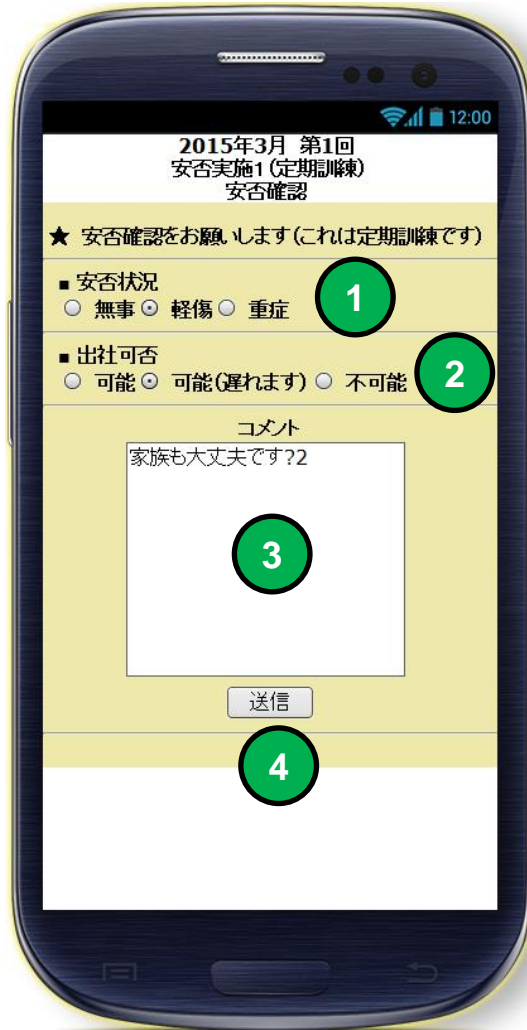 12:00
2015年3月 第1回
安否実施1(定期訓練)
安否確認
★ 安否確認をお願いします(これは定期訓練です)
■ 安否状況
無事 軽傷 重症
1
■ 出社可否
可能 可能(遅れます) 不可能
2
コメント
家族も大丈夫です?2
3
送信
4